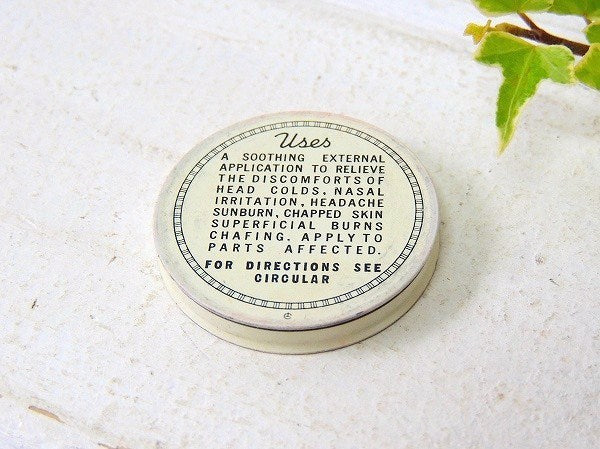 Uses
A SOOTHING EXTERNAL
APPLICATION TO RELIEVE
THE DISCOMFORTS OF
HEAD COLDS, NASAL
IRRITATION, HEADACHE
SUNBURN, CHAPPED SKIN
SUPERFICIAL BURNS
CHAFING. APPLY TO
PARTS AFFECTED.
FOR DIRECTIONS SEE
CIRCULAR